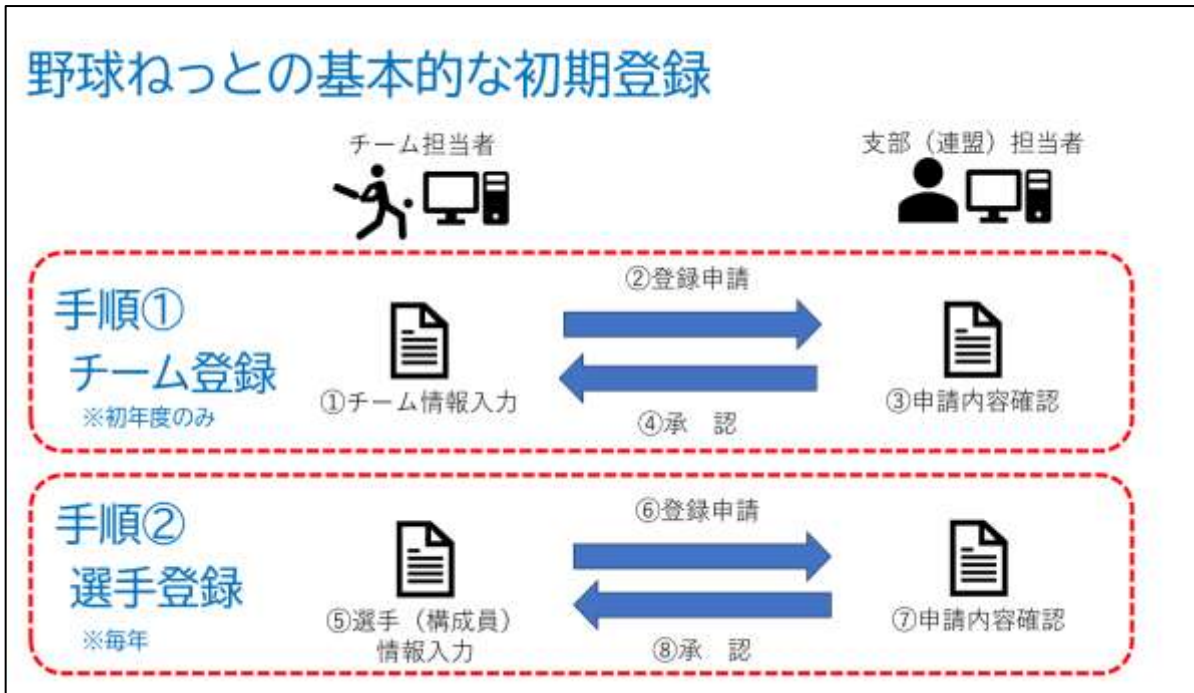 野球ねっとの基本的な初期登録
チーム担当者
支部（連盟）担当者
手順①
チーム登録
※初年度のみ
①チーム情報入力
②登録申請
③申請内容確認
④承　認
手順②
選手登録
※毎年
⑤選手（構成員）
情報入力
⑥登録申請
⑦申請内容確認
⑧承　認